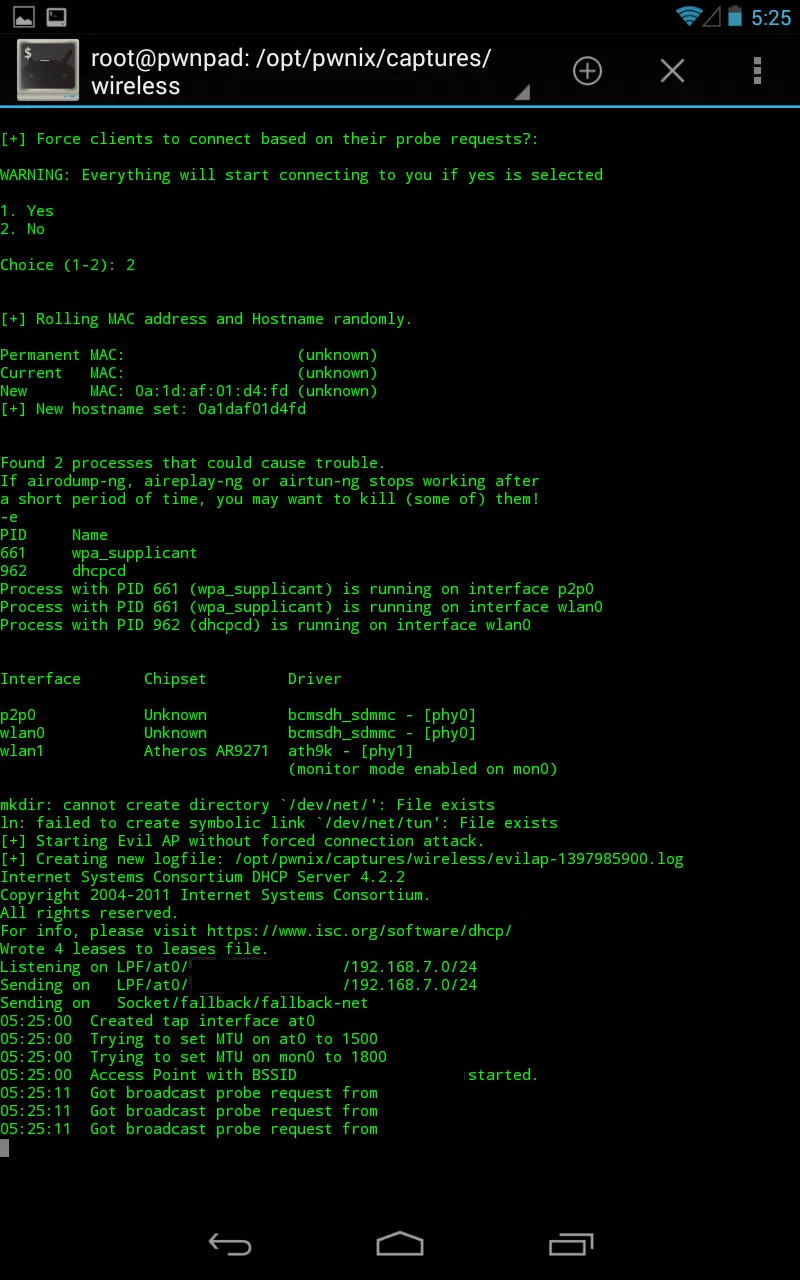 5:25
$ _
root@pwnpad: /opt/pwnix/captures/
wireless
[+] Force clients to connect based on their probe requests?:
WARNING: Everything will start connecting to you if yes is selected
1. Yes
2. No
Choice (1-2): 2
[+] Rolling MAC address and Hostname randomly.
Permanent MAC: (unknown)
Current   MAC: (unknown)
New       MAC: 0a:1d:af:01:d4:fd (unknown)
[+] New hostname set: 0a1daf01d4fd
Found 2 processes that could cause trouble.
If airodump-ng, aireplay-ng or airtun-ng stops working after
a short period of time, you may want to kill (some of) them!
-e
PID     Name
661     wpa_supplicant
962     dhcpcd
Process with PID 661 (wpa_supplicant) is running on interface p2p0
Process with PID 661 (wpa_supplicant) is running on interface wlan0
Process with PID 962 (dhcpcd) is running on interface wlan0
Interface       Chipset         Driver
p2p0            Unknown         bcmsdh_sdmmc - [phy0]
wlan0           Unknown         bcmsdh_sdmmc - [phy0]
wlan1           Atheros AR9271  ath9k - [phy1]
(monitor mode enabled on mon0)
mkdir: cannot create directory `/dev/net/': File exists
ln: failed to create symbolic link `/dev/net/tun': File exists
[+] Starting Evil AP without forced connection attack.
[+] Creating new logfile: /opt/pwnix/captures/wireless/evilap-1397985900.log
Internet Systems Consortium DHCP Server 4.2.2
Copyright 2004-2011 Internet Systems Consortium.
All rights reserved.
For info, please visit https://www.isc.org/software/dhcp/
Wrote 4 leases to leases file.
Listening on LPF/at0/ /192.168.7.0/24
Sending on   LPF/at0/ /192.168.7.0/24
Sending on   Socket/fallback/fallback-net
05:25:00  Created tap interface at0
05:25:00  Trying to set MTU on at0 to 1500
05:25:00  Trying to set MTU on mon0 to 1800
05:25:00  Access Point with BSSID started.
05:25:11  Got broadcast probe request from
05:25:11  Got broadcast probe request from
05:25:11  Got broadcast probe request from